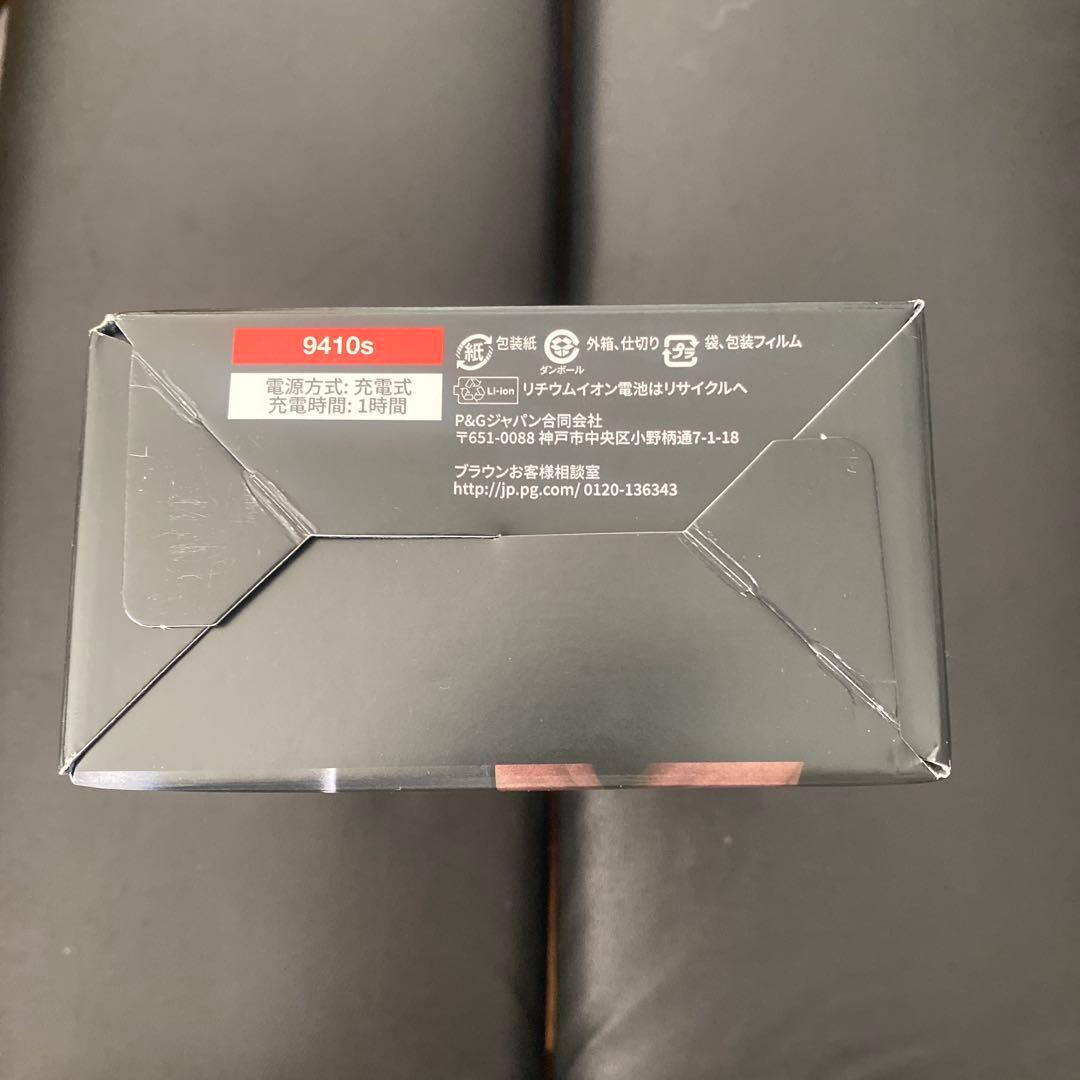 9410s
電源方式: 充電式
充電時間: 1時間
紙 包装紙 ダンボール 外箱、仕切り プラ 袋、包装フィルム
Li-ion リチウムイオン電池はリサイクルへ
P&Gジャパン合同会社
〒651-0088 神戸市中央区小野柄通7-1-18
ブラウンお客様相談室
http://jp.pg.com/ 0120-136343